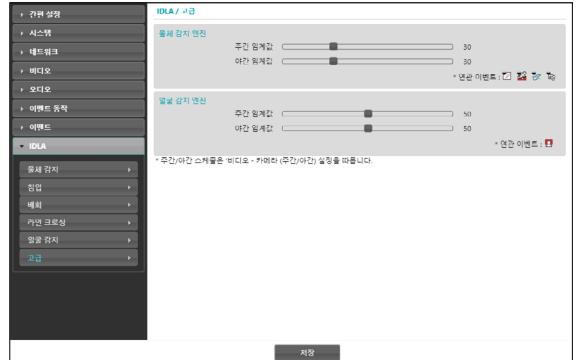 간편 설정
시스템
네트워크
비디오
오디오
이벤트 동작
이벤트
IDLA
물체 감지
침입
배회
라인 크로싱
얼굴 감지
고급
IDLA / 고급
물체 감지 엔진
주간 임계값 30
야간 임계값 30
* 연관 이벤트 :
얼굴 감지 엔진
주간 임계값 50
야간 임계값 50
* 연관 이벤트 :
* 주간/야간 스케줄은 '비디오 - 카메라 (주간/야간) 설정을 따릅니다.
저장